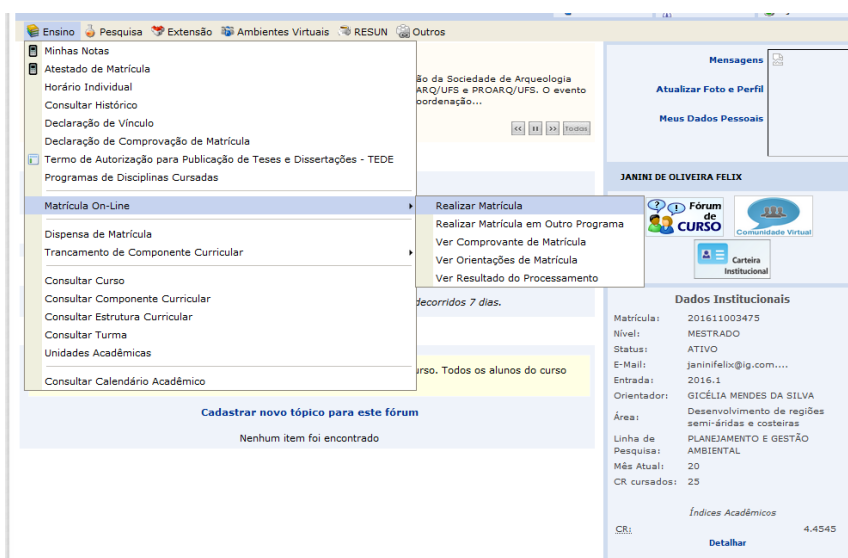 Ensino Pesquisa Extensão Ambientes Virtuais RESUN Outros
Minhas Notas
Atestado de Matrícula
Horário Individual
Consultar Histórico
Declaração de Vínculo
Declaração de Comprovação de Matrícula
Termo de Autorização para Publicação de Teses e Dissertações - TEDE
Programas de Disciplinas Cursadas
Matrícula On-Line
Dispensa de Matrícula
Trancamento de Componente Curricular
Consultar Curso
Consultar Componente Curricular
Consultar Estrutura Curricular
Consultar Turma
Unidades Acadêmicas
Consultar Calendário Acadêmico
Realizar Matrícula
Realizar Matrícula em Outro Programa
Ver Comprovante de Matrícula
Ver Orientações de Matrícula
Ver Resultado do Processamento
ão da Sociedade de Arqueologia
ARQ/UFS e PROARQ/UFS. O evento
oordenação...
<< II >> Todas
decorridos 7 dias.
urso. Todos os alunos do curso
Cadastrar novo tópico para este fórum
Nenhum item foi encontrado
Mensagens
Atualizar Foto e Perfil
Meus Dados Pessoais
JANINI DE OLIVEIRA FELIX
Fórum
de
CURSO
Comunidade Virtual
Carteira
Institucional
Dados Institucionais
Matrícula: 201611003475
Nível: MESTRADO
Status: ATIVO
E-Mail: janinifelix@ig.com....
Entrada: 2016.1
Orientador: GICÉLIA MENDES DA SILVA
Área: Desenvolvimento de regiões
semi-áridas e costeiras
Linha de Pesquisa: PLANEJAMENTO E GESTÃO
AMBIENTAL
Mês Atual: 20
CR cursados: 25
Índices Acadêmicos
CR: 4.4545
Detalhar